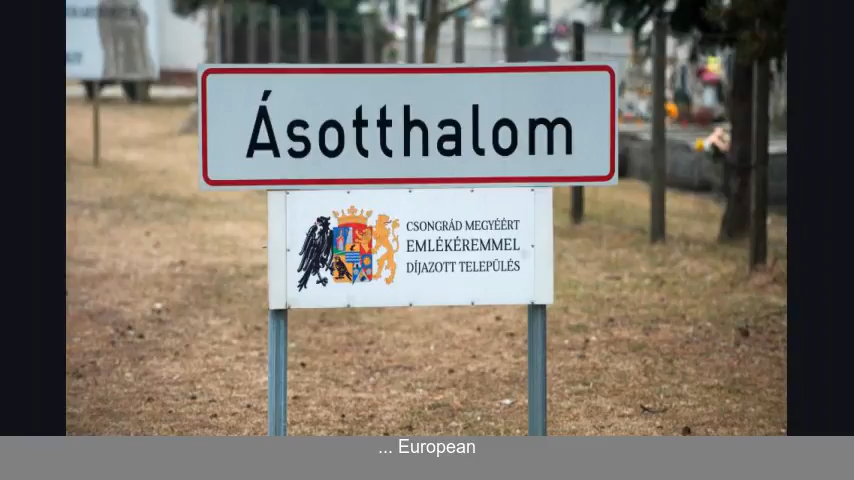 Ásotthalom
CSONGRÁD MEGYÉÉRT
EMLÉKÉREMMEL
DÍJAZOTT TELEPÜLÉS
... European